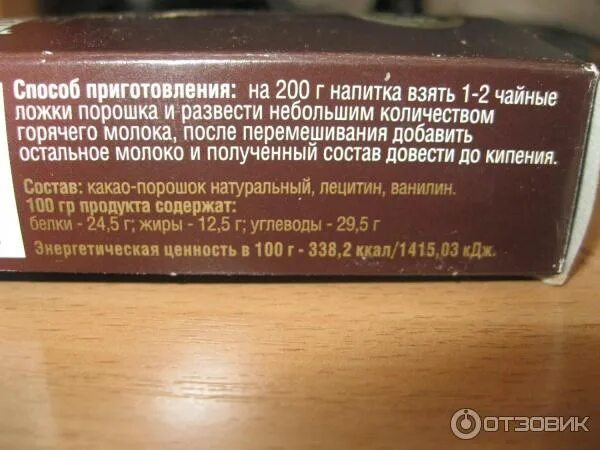 Способ приготовления: на 200 г напитка взять 1-2 чайные
ложки порошка и развести небольшим количеством
горячего молока, после перемешивания добавить
остальное молоко и полученный состав довести до кипения.
Состав: какао-порошок натуральный, лецитин, ванилин.
100 гр продукта содержат:
белки - 24,5 г; жиры - 12,5 г; углеводы - 29,5 г
Энергетическая ценность в 100 г - 338,2 ккал/1415,03 кДж.
ОТЗОВИК